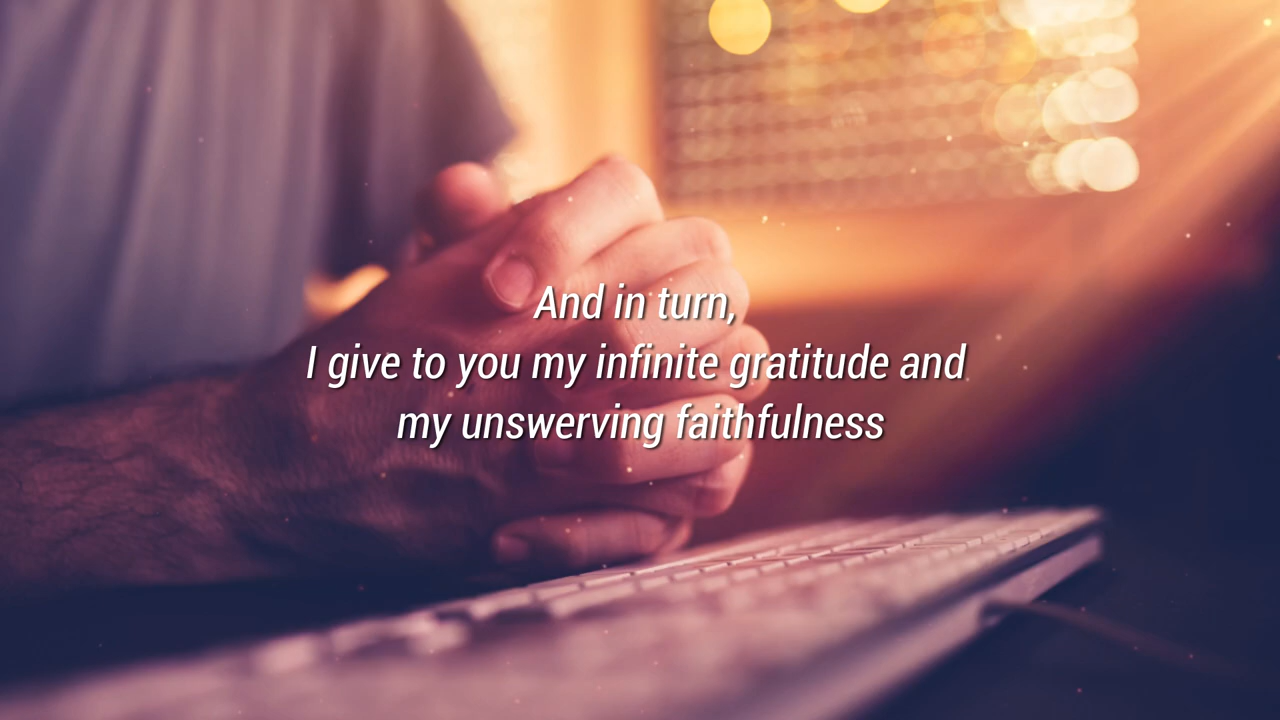 And in turn,
I give to you my infinite gratitude and
my unswerving faithfulness